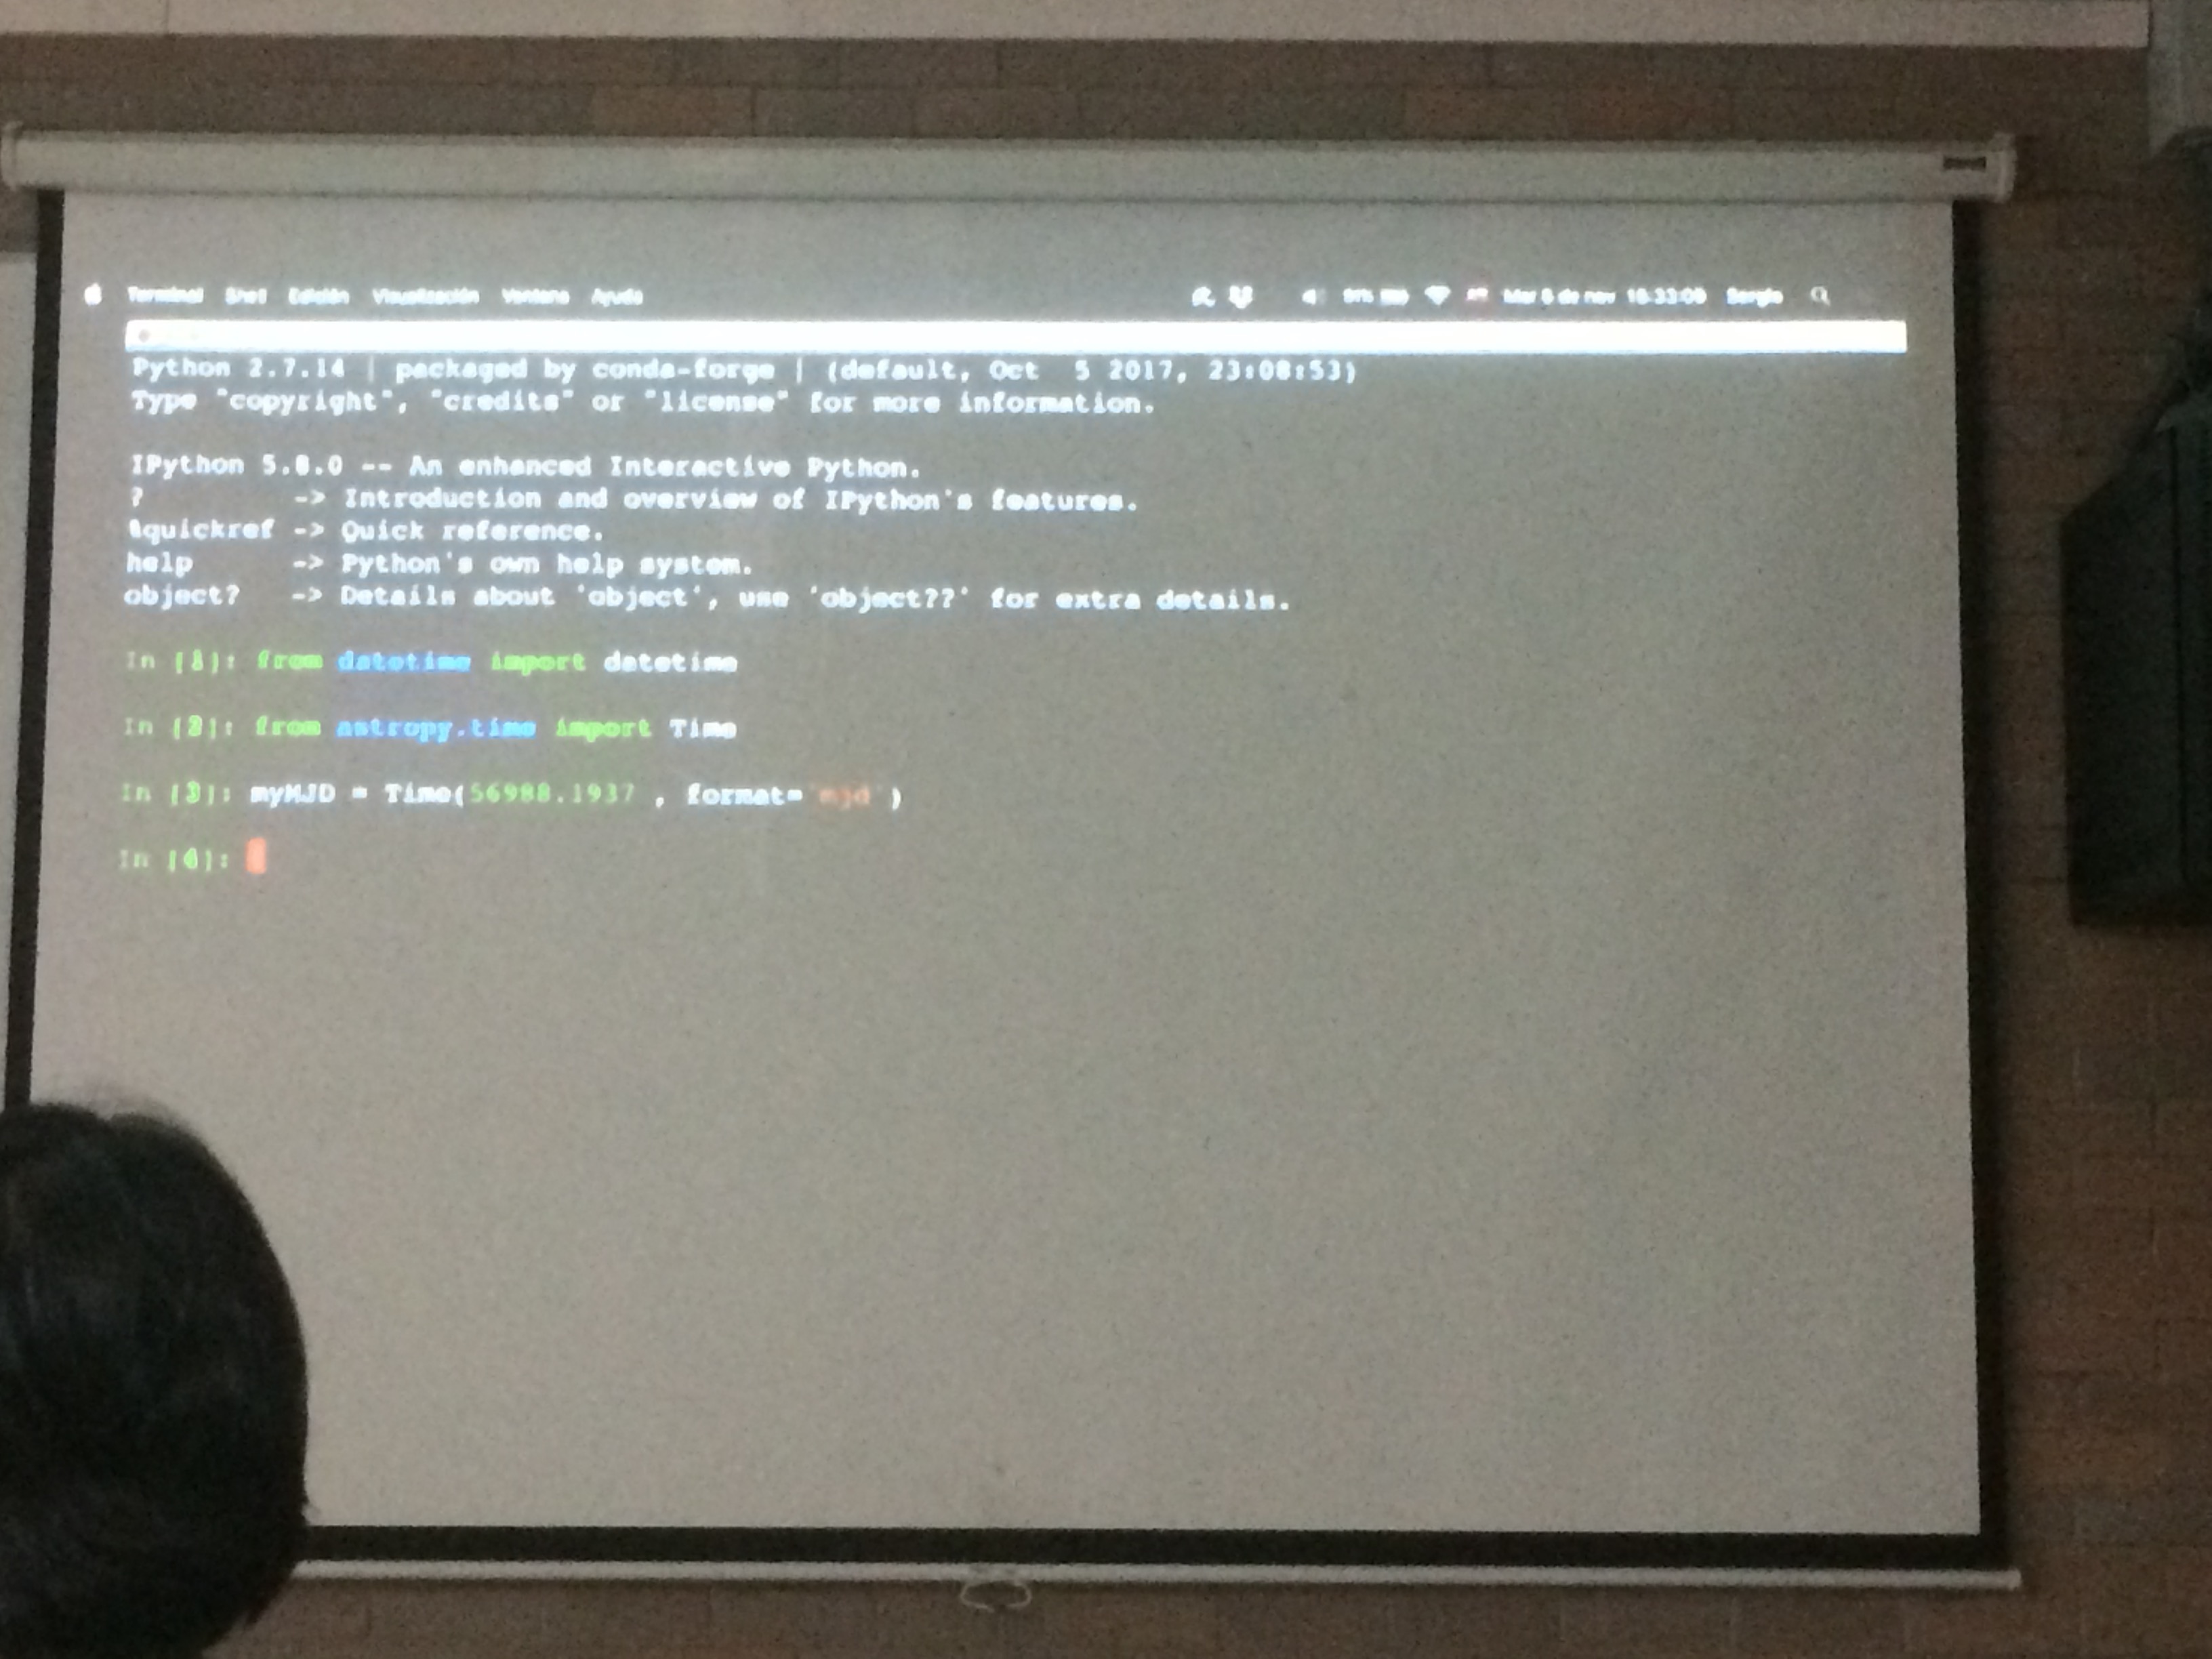 Terminal Shell Edición Visualización Ventana Ayuda 91% Mar 6 de nov 16:33:09 Sergio
Python 2.7.14 | packaged by conda-forge | (default, Oct  5 2017, 23:08:53)
Type "copyright", "credits" or "license" for more information.
IPython 5.8.0 -- An enhanced Interactive Python.
?         -> Introduction and overview of IPython's features.
%quickref -> Quick reference.
help      -> Python's own help system.
object?   -> Details about 'object', use 'object??' for extra details.
In [1]: from datetime import datetime
In [2]: from astropy.time import Time
In [3]: myMJD = Time(56988.1937 , format='mjd')
In [4]: